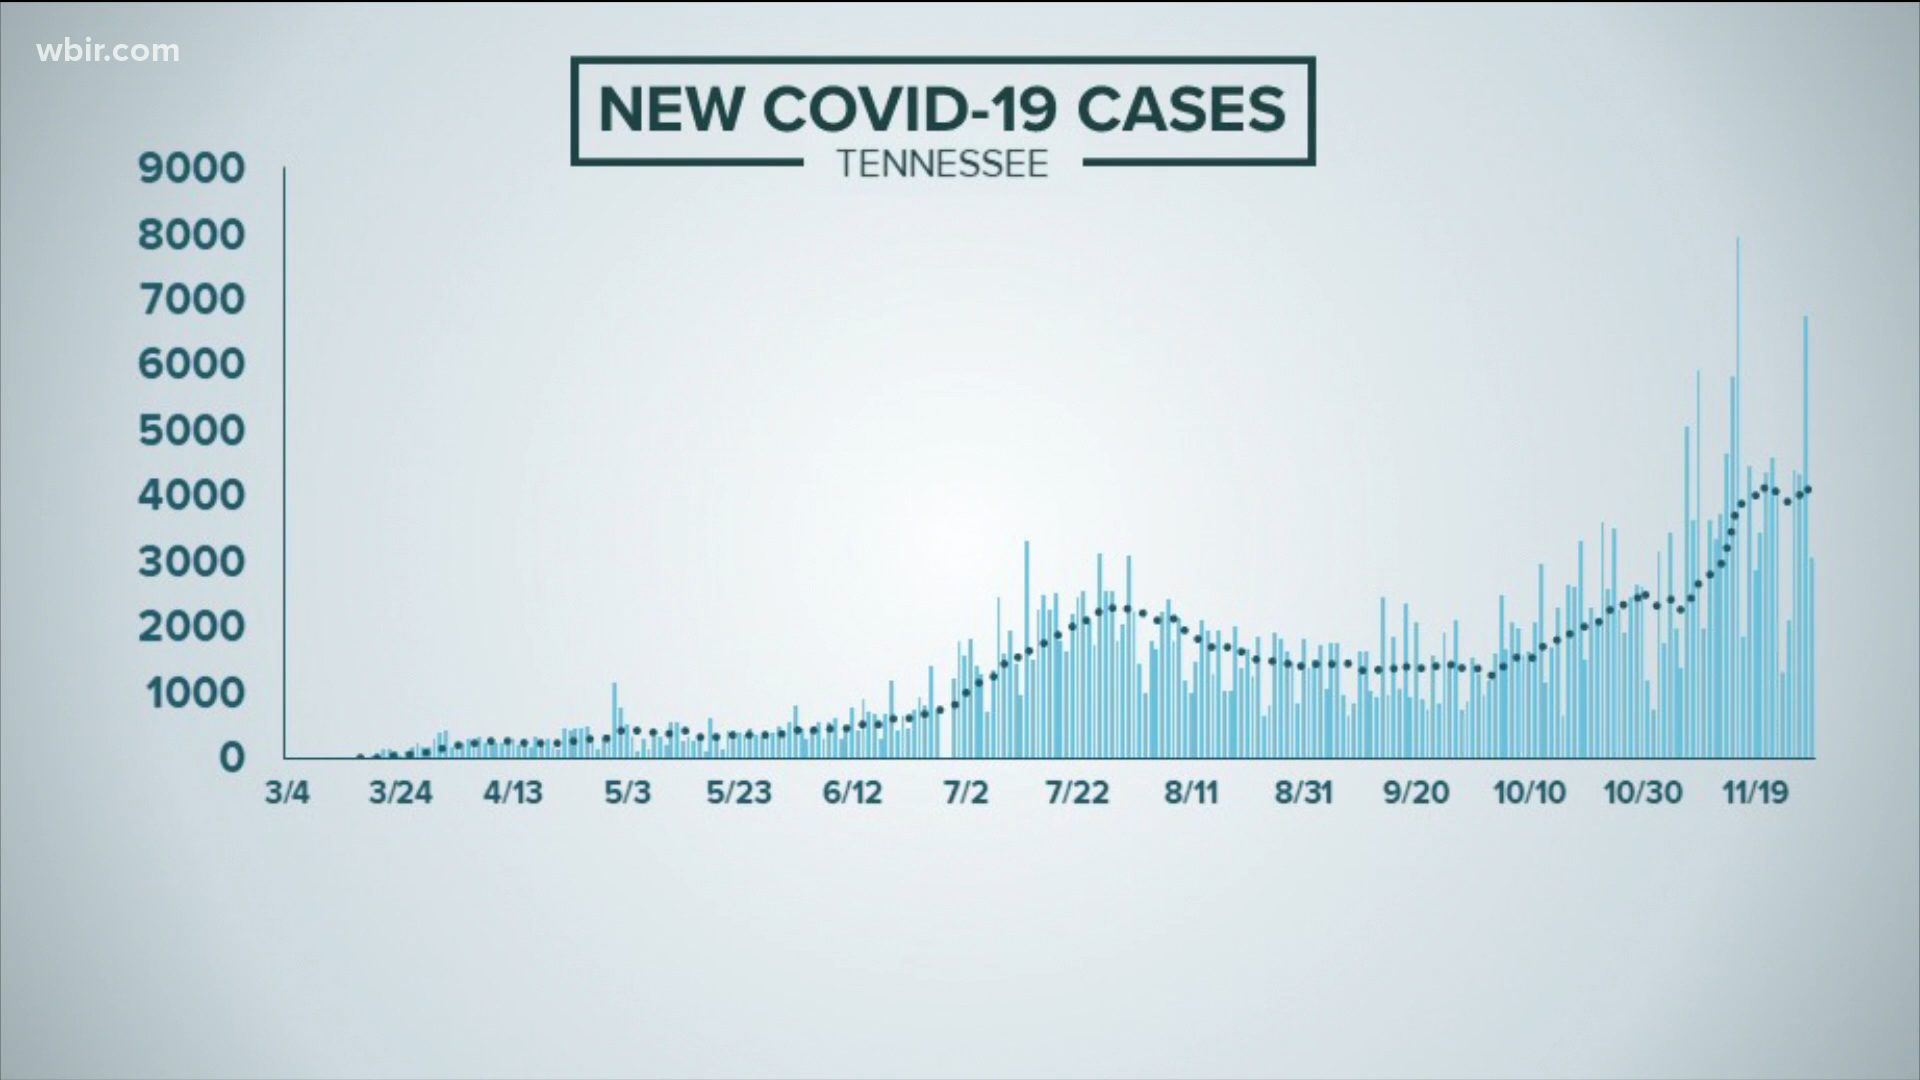 wbir.com
NEW COVID-19 CASES
TENNESSEE
9000
8000
7000
6000
5000
4000
3000
2000
1000
0
3/4 3/24 4/13 5/3 5/23 6/12 7/2 7/22 8/11 8/31 9/20 10/10 10/30 11/19